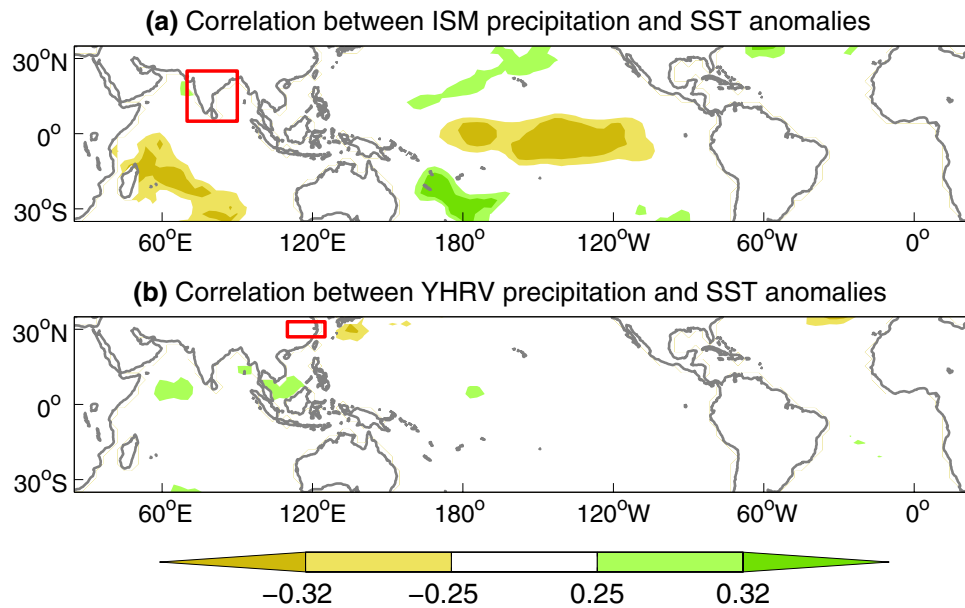 (a) Correlation between ISM precipitation and SST anomalies
30°N
0°
30°S
60°E 120°E 180° 120°W 60°W 0°
(b) Correlation between YHRV precipitation and SST anomalies
30°N
0°
30°S
60°E 120°E 180° 120°W 60°W 0°
−0.32 −0.25 0.25 0.32